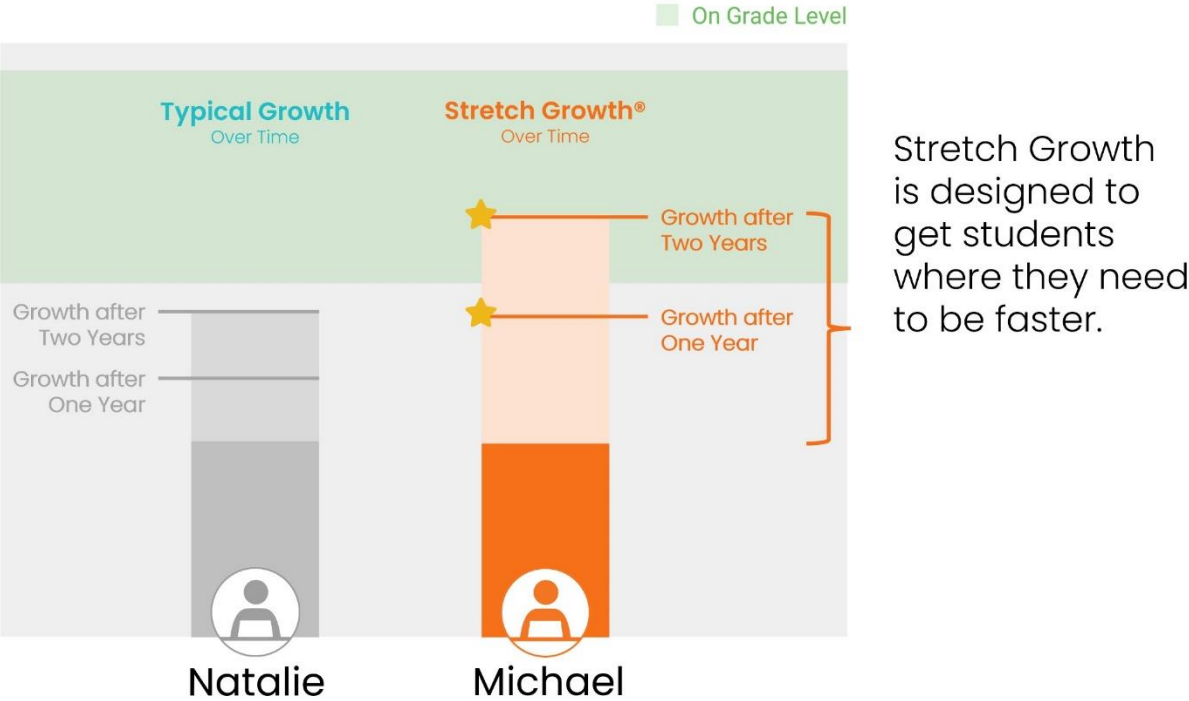 On Grade Level
Typical Growth
Over Time
Stretch Growth®
Over Time
Growth after
Two Years
Growth after
One Year
Growth after
Two Years
Growth after
One Year
Stretch Growth
is designed to
get students
where they need
to be faster.
Natalie
Michael